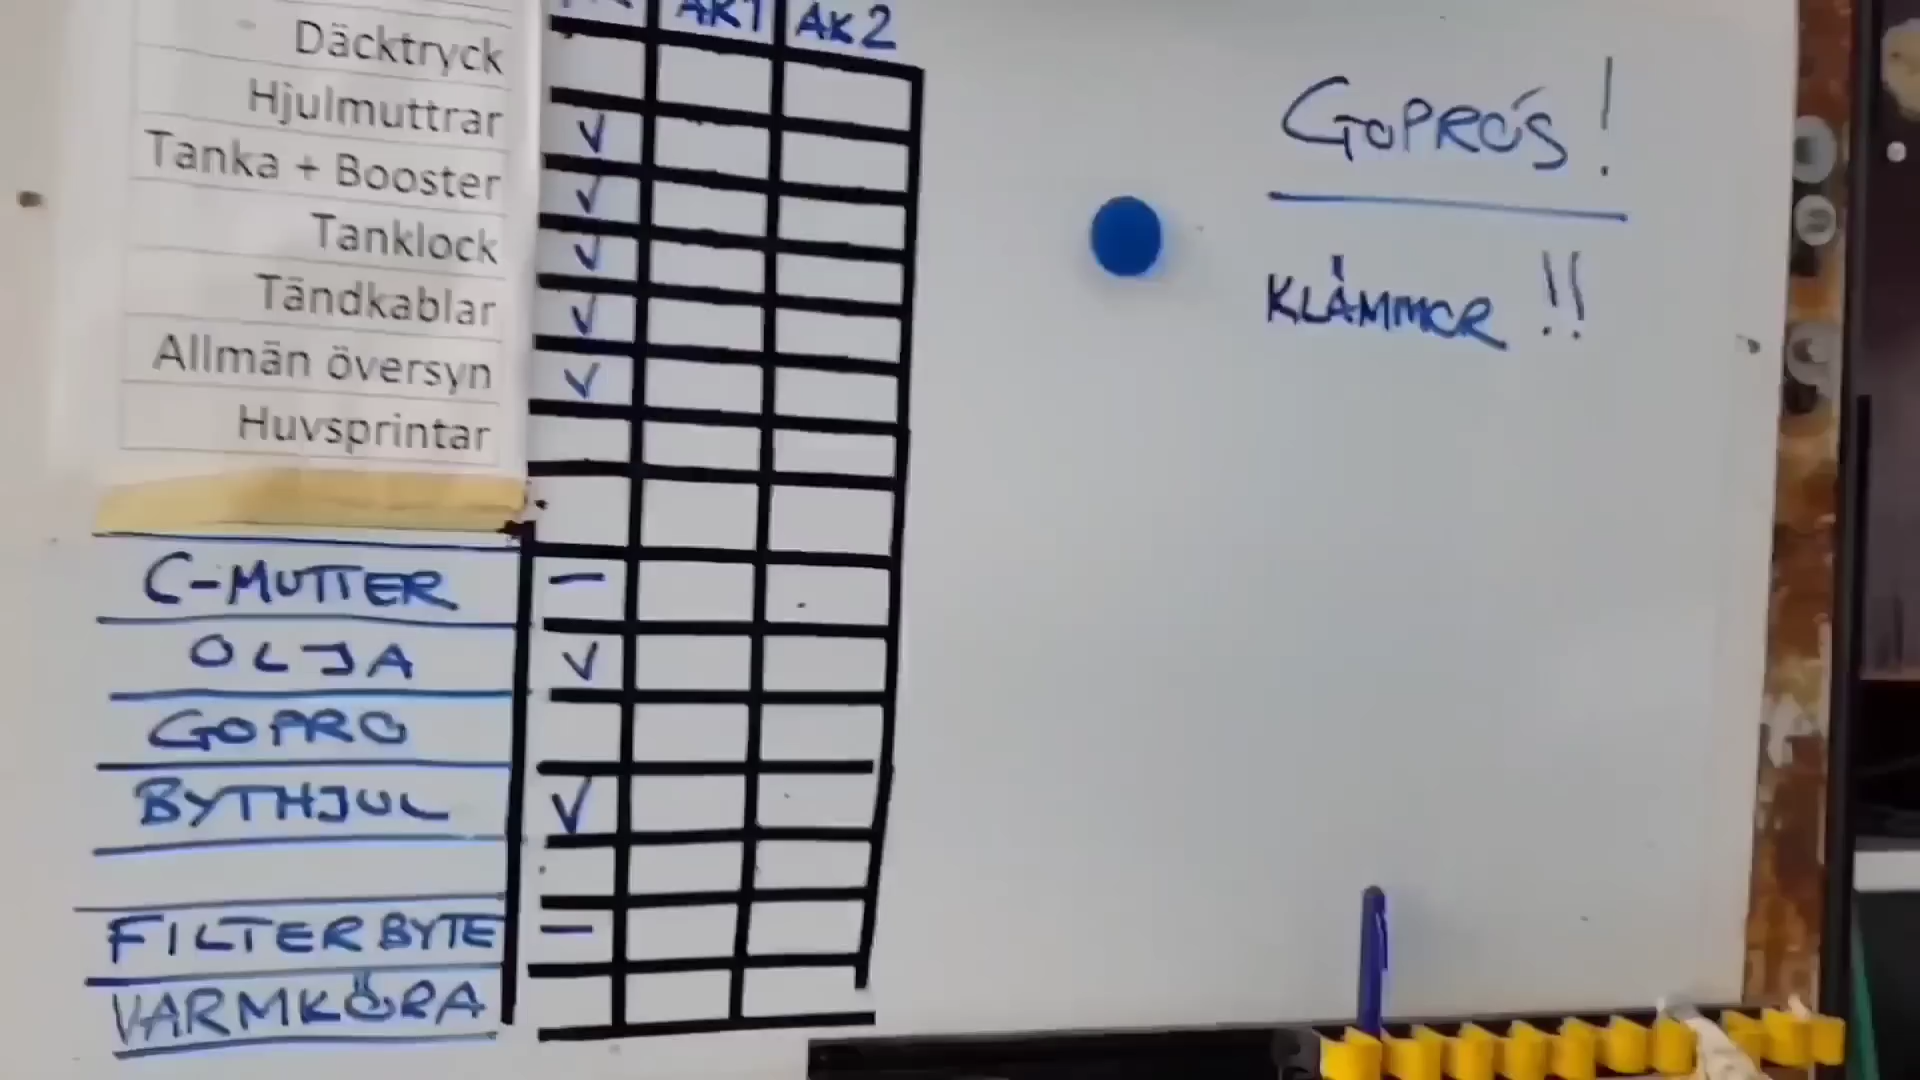 AK1 AK2
Däcktryck
Hjulmuttrar
Tanka + Booster
Tanklock
Tändkablar
Allmän översyn
Huvsprintar
C-MUTTER
OLJA
GOPRO
BYTHJUL
FILTERBYTE
VARMKÖRA
GOPRO'S!
KLÄMMOR!!